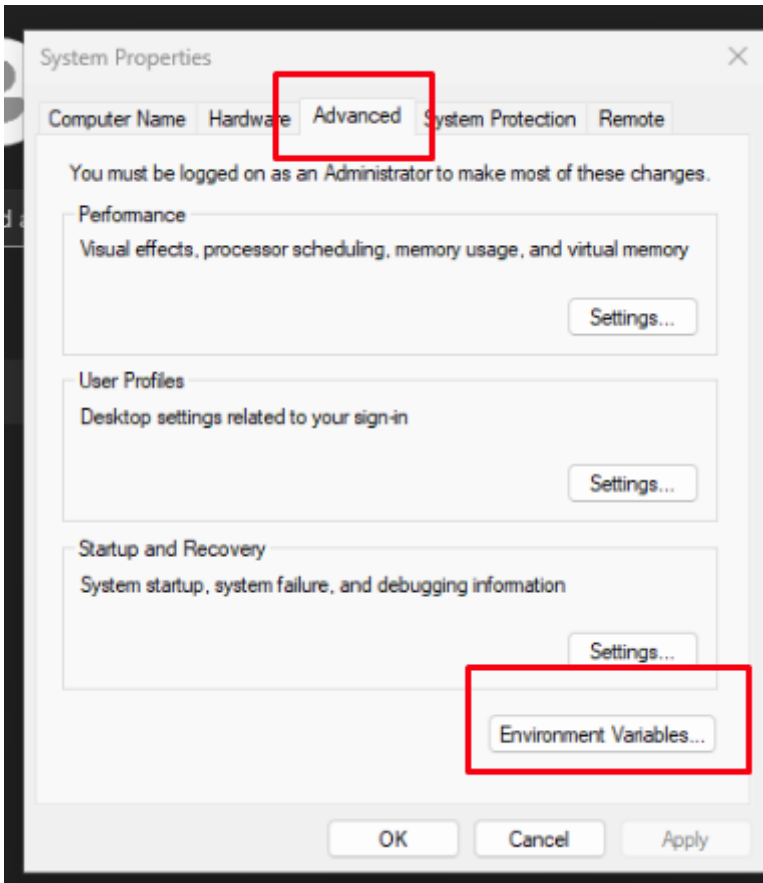 System Properties
Computer Name Hardware Advanced System Protection Remote
You must be logged on as an Administrator to make most of these changes.
Performance
Visual effects, processor scheduling, memory usage, and virtual memory
Settings...
User Profiles
Desktop settings related to your sign-in
Settings...
Startup and Recovery
System startup, system failure, and debugging information
Settings...
Environment Variables...
OK Cancel Apply